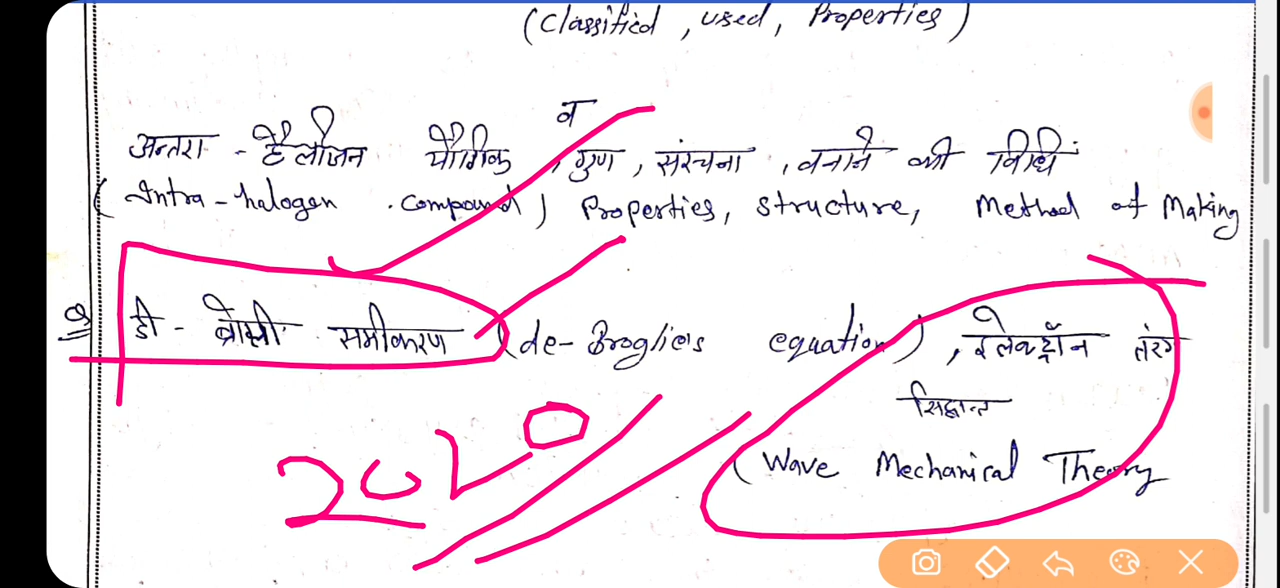 (Classified, used, Properties)
व
अन्तरा - हैलोजन यौगिक, गुण, संरचना, बनाने की विधि
(Intra-halogen compound) Properties, structure, Method of Making
Q डी - ब्रोग्ली समीकरण (de-Broglie's equation), इलेक्ट्रॉन तरंग
सिद्धान्त
(Wave Mechanical Theory
2020